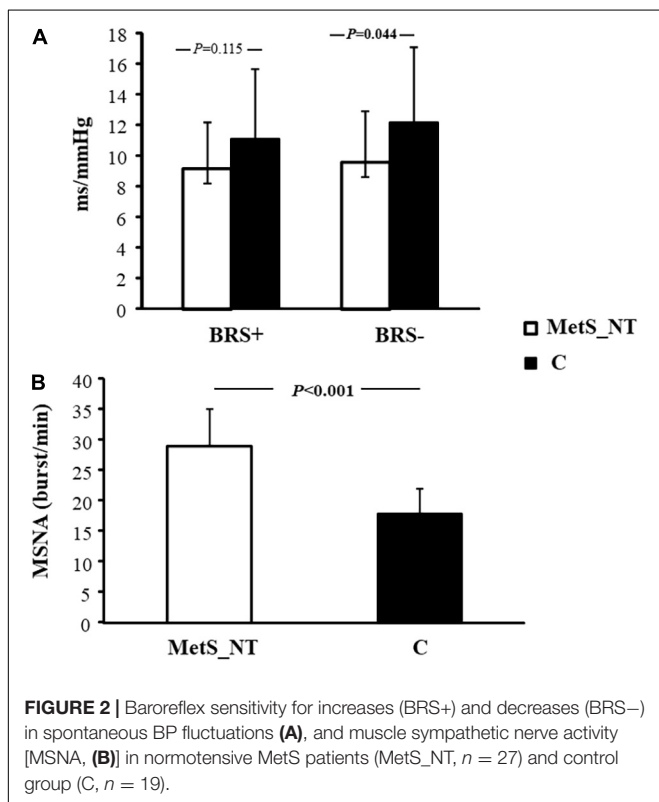 A
18
16
14
12
10
8
6
4
2
0
ms/mmHg
P=0.115
P=0.044
BRS+
BRS-
MetS_NT
C
B
40
35
30
25
20
15
10
5
0
MSNA (burst/min)
P<0.001
MetS_NT
C
FIGURE 2 | Baroreflex sensitivity for increases (BRS+) and decreases (BRS−)
in spontaneous BP fluctuations (A), and muscle sympathetic nerve activity
[MSNA, (B)] in normotensive MetS patients (MetS_NT, n = 27) and control
group (C, n = 19).